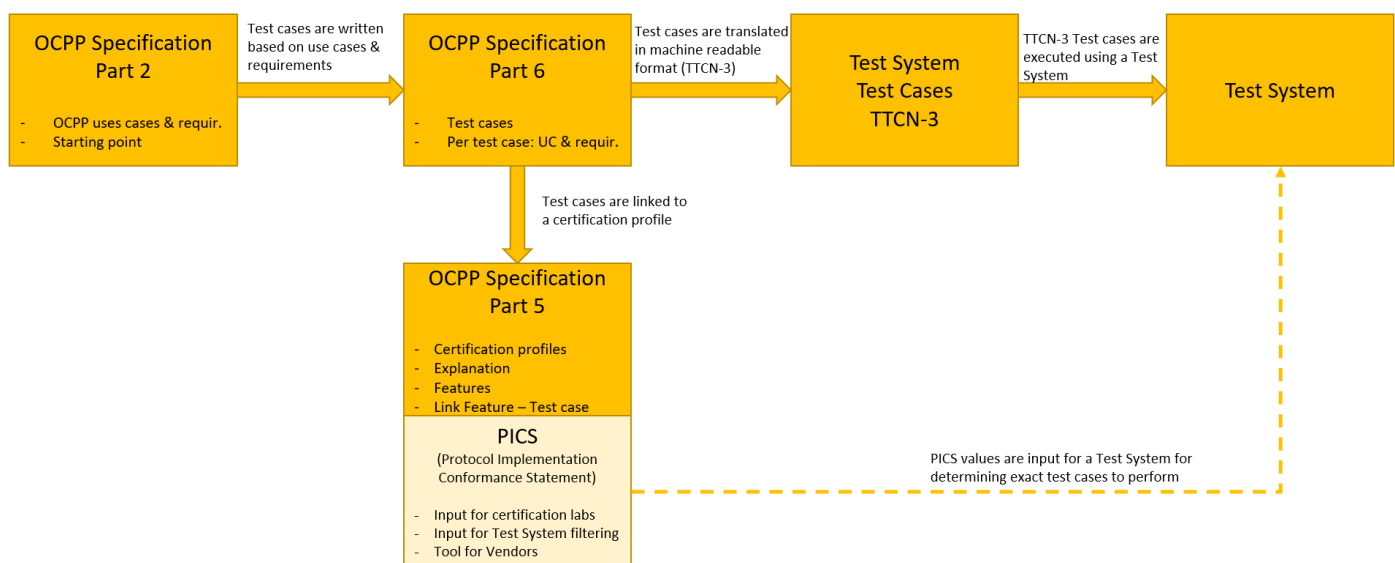 OCPP Specification
Part 2
- OCPP uses cases & requir.
- Starting point
Test cases are written
based on use cases &
requirements
OCPP Specification
Part 6
- Test cases
- Per test case: UC & requir.
Test cases are translated
in machine readable
format (TTCN-3)
Test System
Test Cases
TTCN-3
TTCN-3 Test cases are
executed using a Test
System
Test System
Test cases are linked to
a certification profile
OCPP Specification
Part 5
- Certification profiles
- Explanation
- Features
- Link Feature – Test case
PICS
(Protocol Implementation
Conformance Statement)
- Input for certification labs
- Input for Test System filtering
- Tool for Vendors
PICS values are input for a Test System for
determining exact test cases to perform